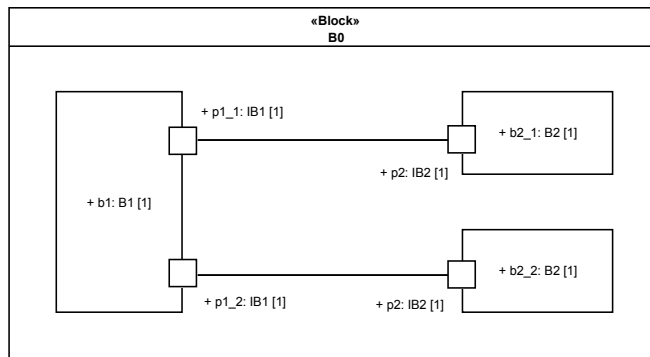 «Block»
B0
+ p1_1: IB1 [1]
+ b2_1: B2 [1]
+ p2: IB2 [1]
+ b1: B1 [1]
+ b2_2: B2 [1]
+ p1_2: IB1 [1]
+ p2: IB2 [1]